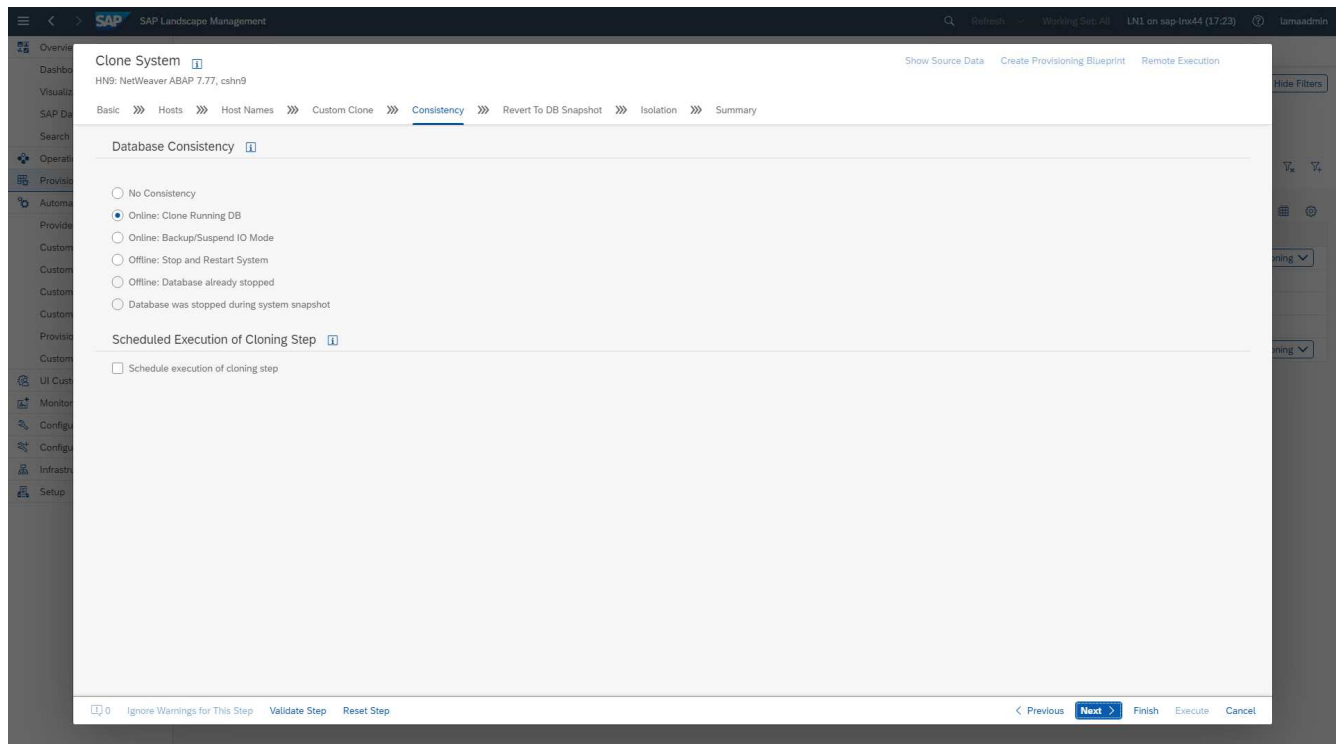 SAP SAP Landscape Management
Refresh Working Set: All LN1 on sap-lnx44 (17:23) lamaadmin
Overvie
Dashbo
Visualiz
SAP Da
Search
Operati
Provisio
Automa
Provide
Custom
Custom
Custom
Custom
Provisio
Custom
UI Cust
Monitor
Configu
Configu
Infrastru
Setup
Hide Filters
oning
oning
Clone System
Show Source Data Create Provisioning Blueprint Remote Execution
HN9: NetWeaver ABAP 7.77, cshn9
Basic Hosts Host Names Custom Clone Consistency Revert To DB Snapshot Isolation Summary
Database Consistency
No Consistency
Online: Clone Running DB
Online: Backup/Suspend IO Mode
Offline: Stop and Restart System
Offline: Database already stopped
Database was stopped during system snapshot
Scheduled Execution of Cloning Step
Schedule execution of cloning step
0 Ignore Warnings for This Step Validate Step Reset Step
< Previous Next > Finish Execute Cancel